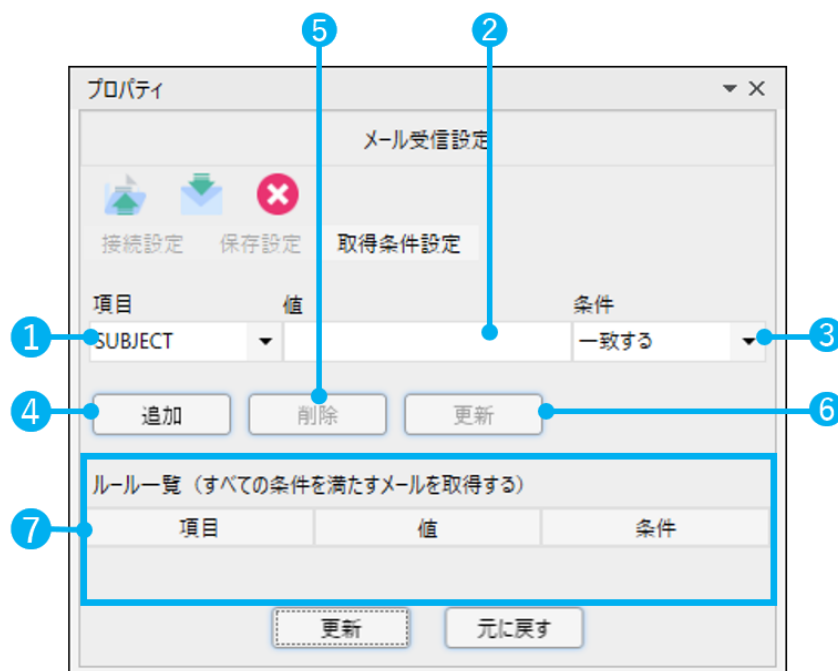 5 2
プロパティ
メール受信設定
接続設定 保存設定 取得条件設定
項目 値 条件
1 SUBJECT 一致する 3
4 追加 削除 更新 6
ルール一覧（すべての条件を満たすメールを取得する）
7 項目 値 条件
更新 元に戻す